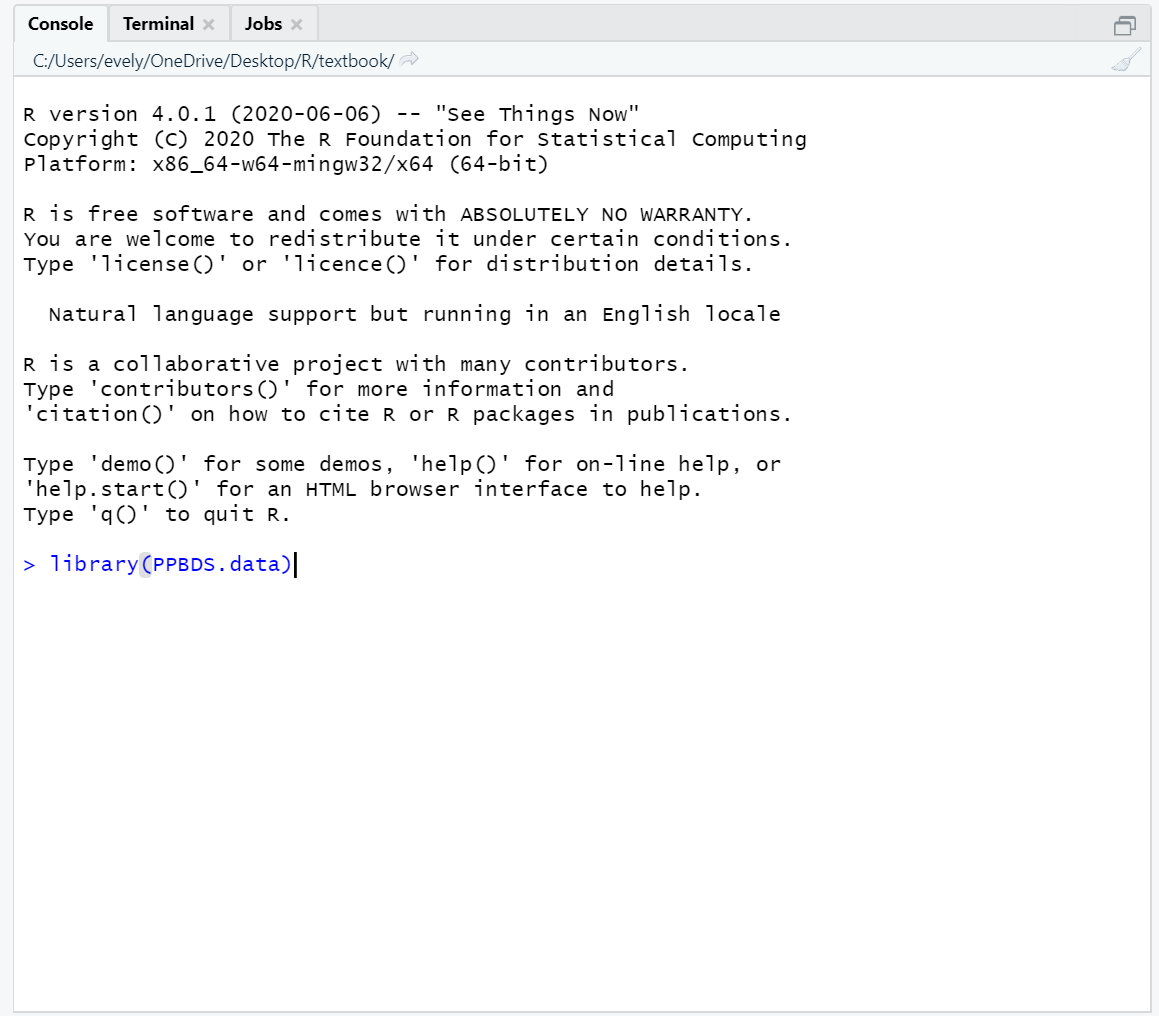 Console Terminal Jobs
C:/Users/evely/OneDrive/Desktop/R/textbook/
R version 4.0.1 (2020-06-06) -- "See Things Now"
Copyright (C) 2020 The R Foundation for Statistical Computing
Platform: x86_64-w64-mingw32/x64 (64-bit)
R is free software and comes with ABSOLUTELY NO WARRANTY.
You are welcome to redistribute it under certain conditions.
Type 'license()' or 'licence()' for distribution details.
Natural language support but running in an English locale
R is a collaborative project with many contributors.
Type 'contributors()' for more information and
'citation()' on how to cite R or R packages in publications.
Type 'demo()' for some demos, 'help()' for on-line help, or
'help.start()' for an HTML browser interface to help.
Type 'q()' to quit R.
> library(PPBDS.data)